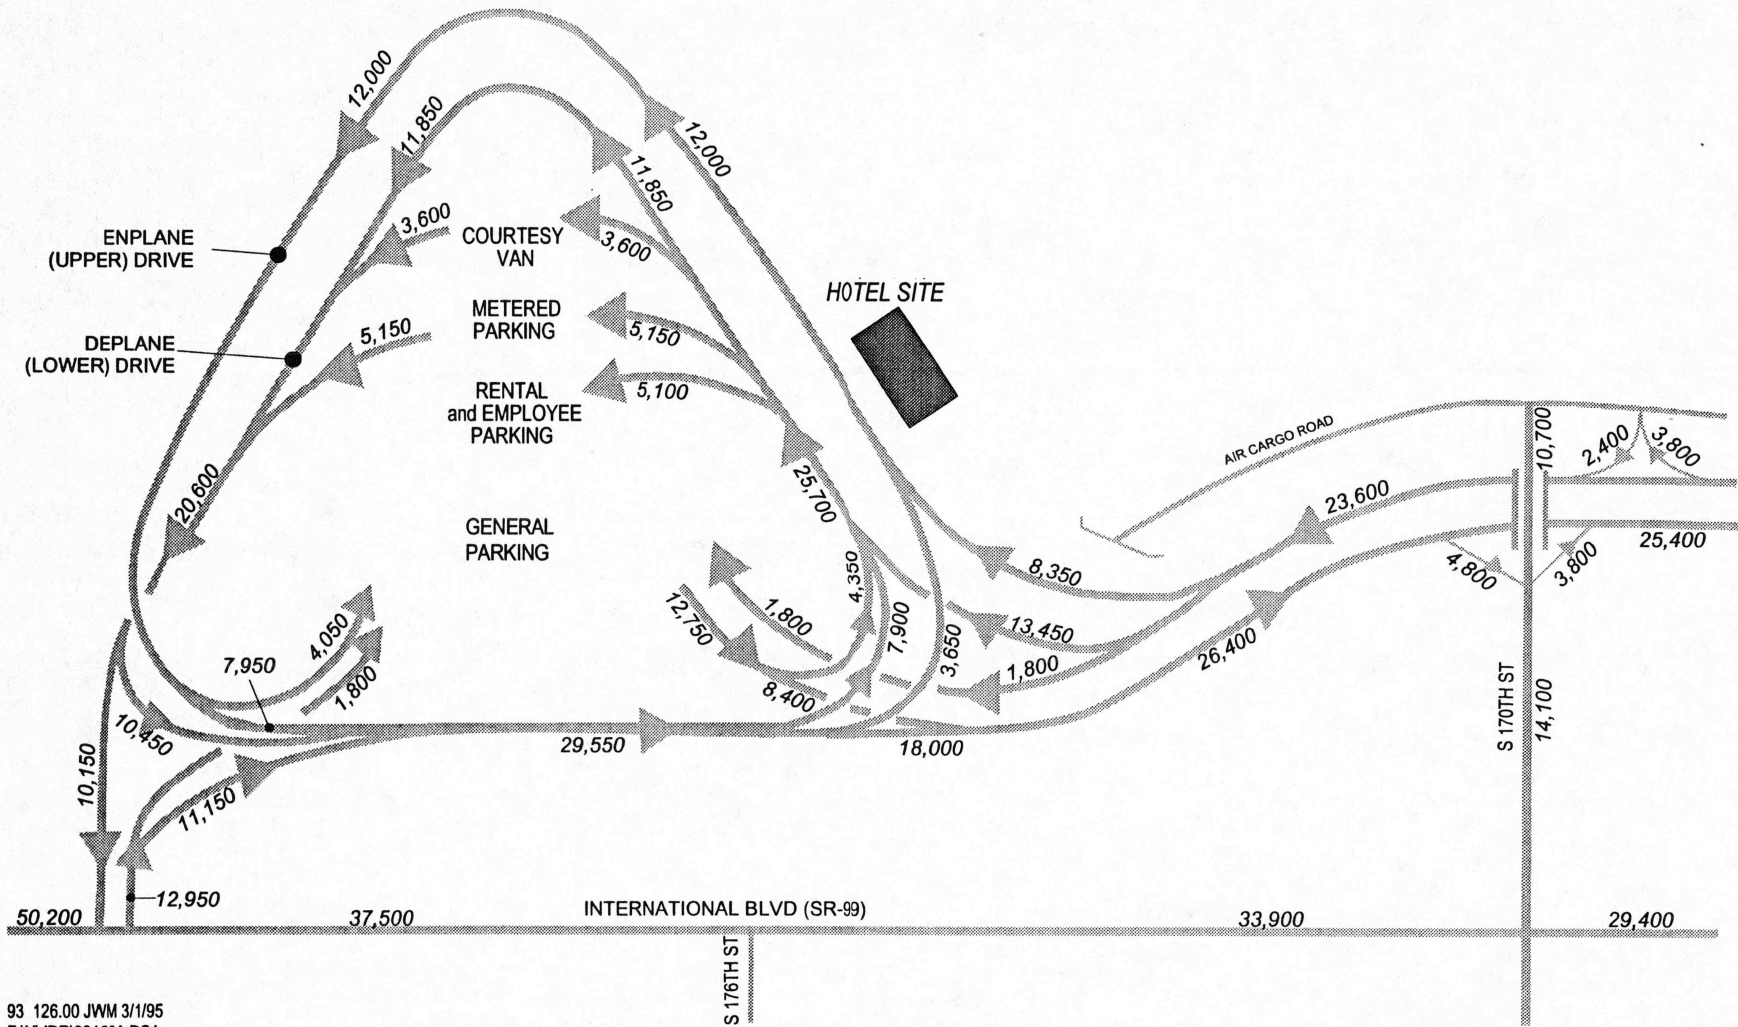 12,000
11,850
12,000
11,850
ENPLANE
(UPPER) DRIVE
3,600
COURTESY
VAN
3,600
HOTEL SITE
METERED
PARKING
5,150
5,150
DEPLANE
(LOWER) DRIVE
RENTAL
and EMPLOYEE
PARKING
5,100
AIR CARGO ROAD
10,700
2,400
3,800
20,600
25,700
23,600
GENERAL
PARKING
25,400
4,350
8,350
4,800
3,800
12,750
1,800
7,900
3,650
13,450
26,400
4,050
7,950
1,800
1,800
8,400
S 170TH ST
14,100
10,450
29,550
18,000
10,150
11,150
12,950
50,200
37,500
INTERNATIONAL BLVD (SR-99)
33,900
29,400
S 176TH ST
93 126.00 JWM 3/1/95